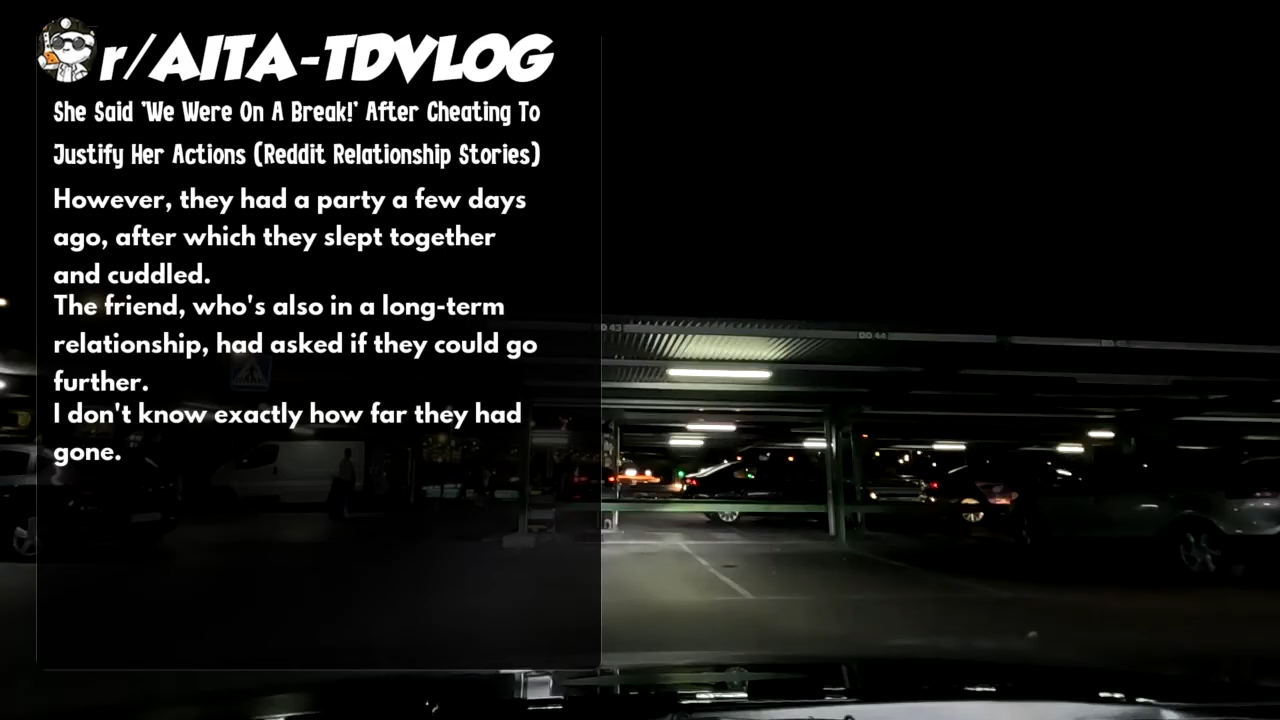 r/AITA-TDVLOG
She Said 'We Were On A Break!' After Cheating To
Justify Her Actions (Reddit Relationship Stories)
However, they had a party a few days
ago, after which they slept together
and cuddled.
The friend, who's also in a long-term
relationship, had asked if they could go
further.
I don't know exactly how far they had
gone.